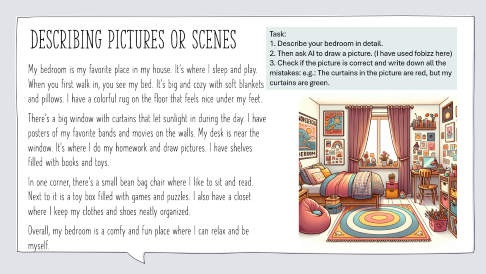 DESCRIBING PICTURES OR SCENES
My bedroom is my favorite place in my house. It's where I sleep and play.
When you first walk in, you see my bed. It's big and cozy with soft blankets
and pillows. I have a colorful rug on the floor that feels nice under my feet.
There's a big window with curtains that let sunlight in during the day. I have
posters of my favorite bands and movies on the walls. My desk is near the
window. It's where I do my homework and draw pictures. I have shelves
filled with books and toys.
In one corner, there's a small bean bag chair where I like to sit and read.
Next to it is a toy box filled with games and puzzles. I also have a closet
where I keep my clothes and shoes neatly organized.
Overall, my bedroom is a comfy and fun place where I can relax and be
myself.
Task:
1. Describe your bedroom in detail.
2. Then ask AI to draw a picture. (I have used fobizz here)
3. Check if the picture is correct and write down all the
mistakes: e.g.: The curtains in the picture are red, but my
curtains are green.